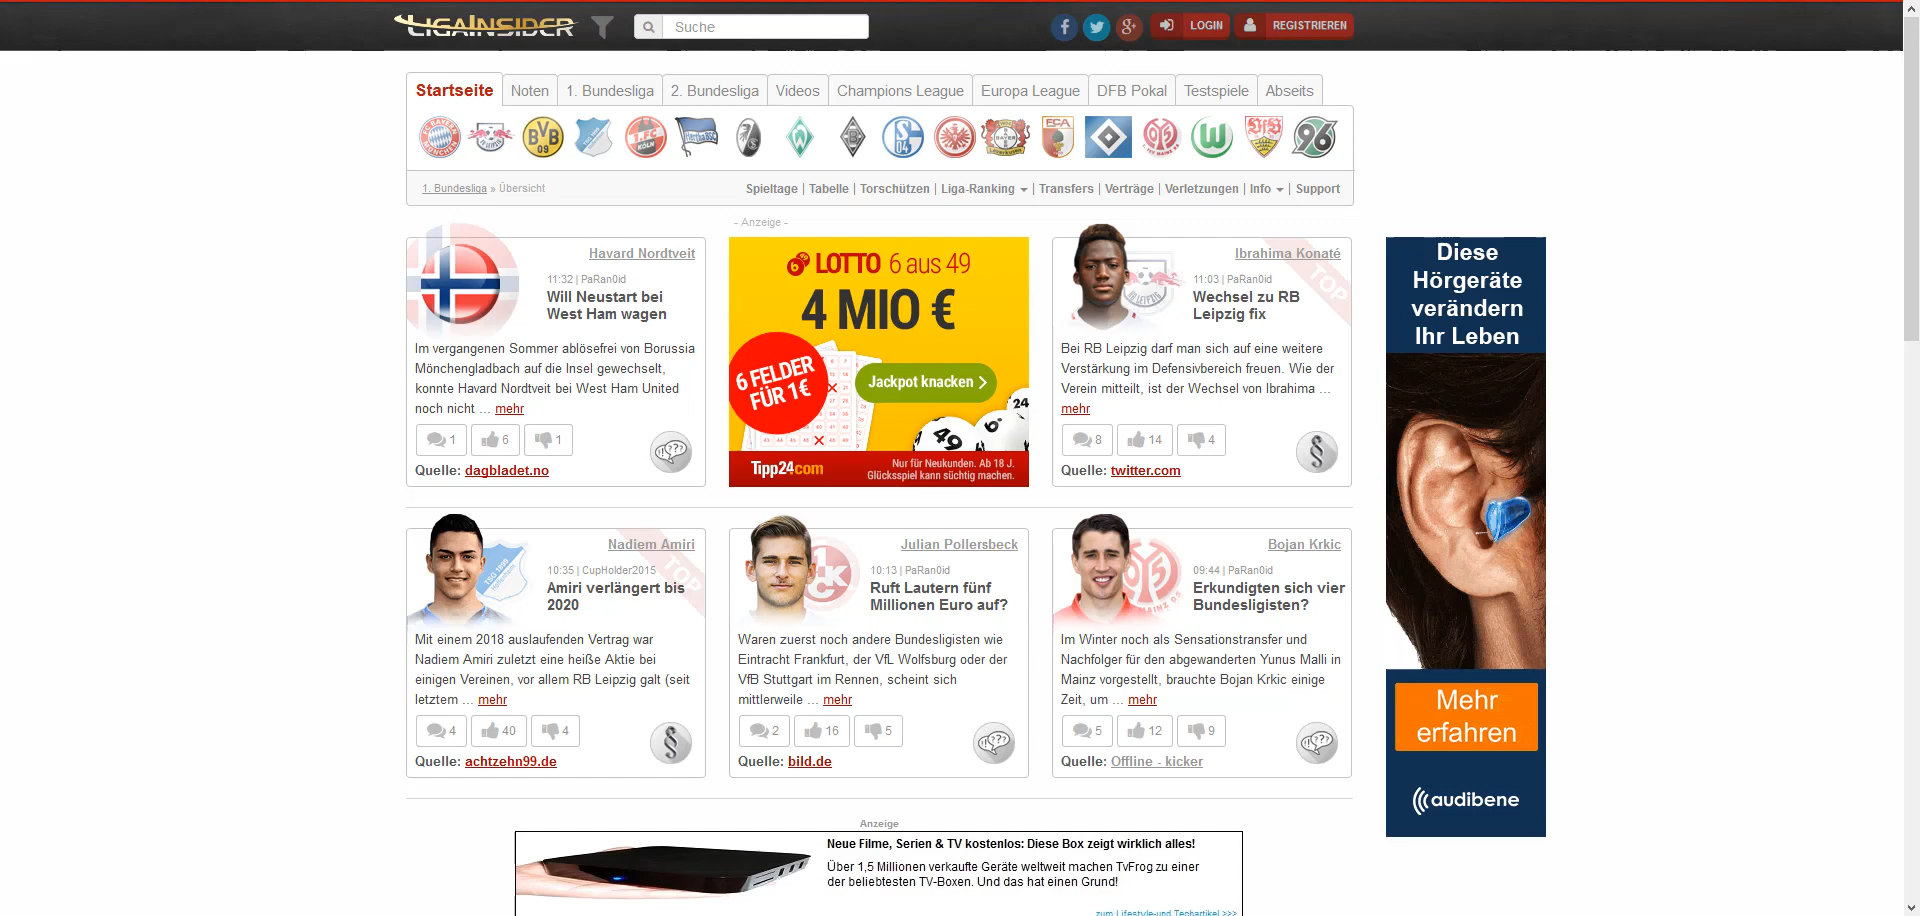 LIGAINSIDER
Suche
LOGIN
REGISTRIEREN
Startseite
Noten
1. Bundesliga
2. Bundesliga
Videos
Champions League
Europa League
DFB Pokal
Testspiele
Abseits
1. Bundesliga » Übersicht
Spieltage | Tabelle | Torschützen | Liga-Ranking | Transfers | Verträge | Verletzungen | Info | Support
Havard Nordtveit
11:32 | PaRan0id
Will Neustart bei
West Ham wagen
Im vergangenen Sommer ablösefrei von Borussia
Mönchengladbach auf die Insel gewechselt,
konnte Havard Nordtveit bei West Ham United
noch nicht ... mehr
1
6
1
Quelle: dagbladet.no
- Anzeige -
LOTTO 6 aus 49
4 MIO €
6 FELDER
FÜR 1€
Jackpot knacken
Tipp24com
Nur für Neukunden. Ab 18 J.
Glücksspiel kann süchtig machen.
Ibrahima Konaté
TOP
11:03 | PaRan0id
Wechsel zu RB
Leipzig fix
Bei RB Leipzig darf man sich auf eine weitere
Verstärkung im Defensivbereich freuen. Wie der
Verein mitteilt, ist der Wechsel von Ibrahima ...
mehr
8
14
4
Quelle: twitter.com
Diese
Hörgeräte
verändern
Ihr Leben
Mehr
erfahren
audibene
Nadiem Amiri
TOP
10:35 | CupHolder2015
Amiri verlängert bis
2020
Mit einem 2018 auslaufenden Vertrag war
Nadiem Amiri zuletzt eine heiße Aktie bei
einigen Vereinen, vor allem RB Leipzig galt (seit
letztem ... mehr
4
40
4
Quelle: achtzehn99.de
Julian Pollersbeck
10:13 | PaRan0id
Ruft Lautern fünf
Millionen Euro auf?
Waren zuerst noch andere Bundesligisten wie
Eintracht Frankfurt, der VfL Wolfsburg oder der
VfB Stuttgart im Rennen, scheint sich
mittlerweile ... mehr
2
16
5
Quelle: bild.de
Bojan Krkic
09:44 | PaRan0id
Erkundigten sich vier
Bundesligisten?
Im Winter noch als Sensationstransfer und
Nachfolger für den abgewanderten Yunus Malli in
Mainz vorgestellt, brauchte Bojan Krkic einige
Zeit, um ... mehr
5
12
9
Quelle: Offline - kicker
Anzeige
Neue Filme, Serien & TV kostenlos: Diese Box zeigt wirklich alles!
Über 1,5 Millionen verkaufte Geräte weltweit machen TvFrog zu einer
der beliebtesten TV-Boxen. Und das hat einen Grund!
zum Lifestyle-und Techartikel >>>